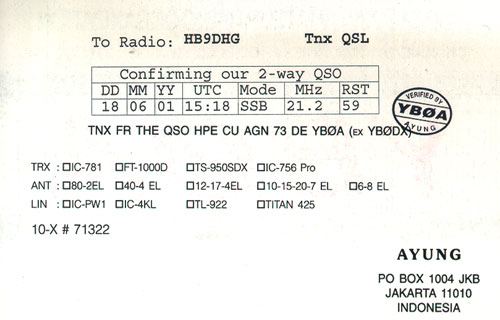 To Radio: HB9DHG Tnx QSL
Confirming our 2-way QSO
DD MM YY UTC Mode MHz RST
18 06 01 15:18 SSB 21.2 59
VERIFIED BY
YBØA
AYUNG
TNX FR THE QSO HPE CU AGN 73 DE YBØA (EX YBØDX)
TRX : □IC-781 □FT-1000D □TS-950SDX □IC-756 Pro
ANT : □80-2EL □40-4 EL □12-17-4EL □10-15-20-7 EL □6-8 EL
LIN : □IC-PW1 □IC-4KL □TL-922 □TITAN 425
10-X # 71322
AYUNG
PO BOX 1004 JKB
JAKARTA 11010
INDONESIA